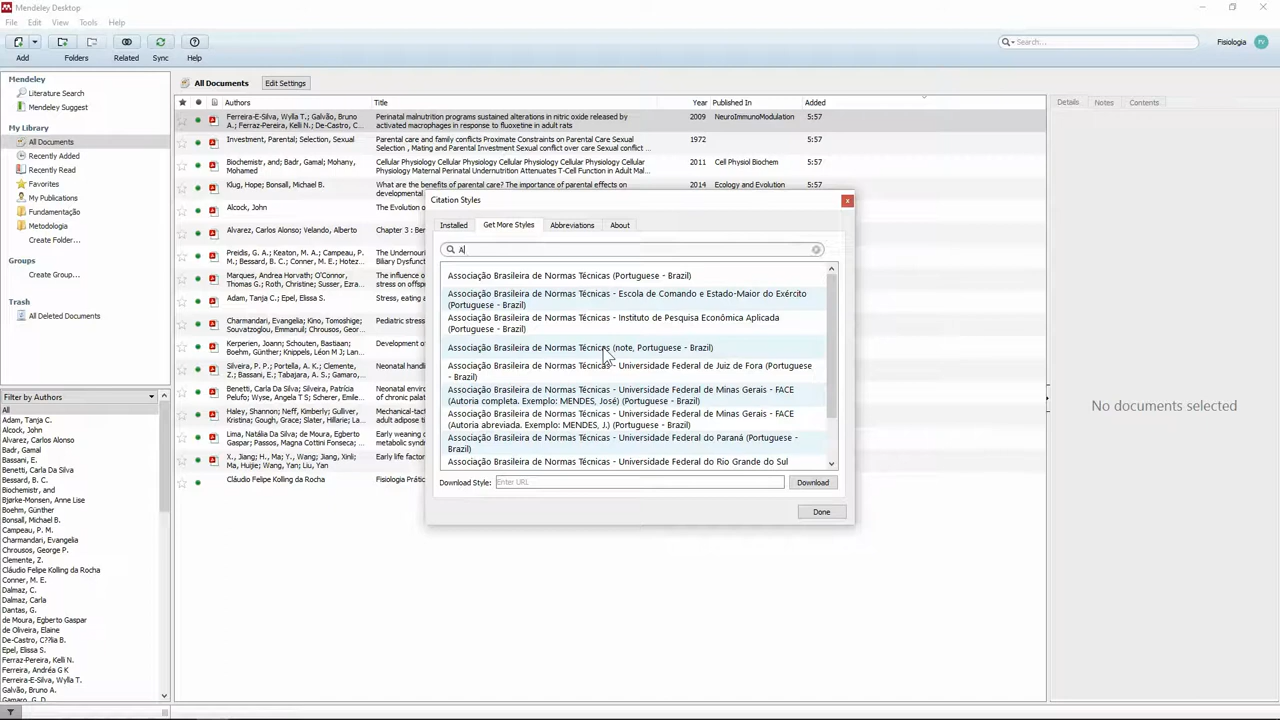 Mendeley Desktop
File Edit View Tools Help
Add Folders Related Sync Help
Search...
Fisiologia
FV
Mendeley
Literature Search
Mendeley Suggest
My Library
All Documents
Recently Added
Recently Read
Favorites
My Publications
Fundamentação
Metodologia
Create Folder...
Groups
Create Group...
Trash
All Deleted Documents
Filter by Authors
All
Adam, Tanja C.
Alcock, John
Alvarez, Carlos Alonso
Badr, Gamal
Bassani, E.
Benetti, Carla Da Silva
Bessard, B. C.
Biochemistr, and
Bjørke-Monsen, Anne Lise
Boehm, Günther
Bonsall, Michael B.
Campeau, P. M.
Charmandari, Evangelia
Chrousos, George P.
Clemente, Z.
Cláudio Felipe Kolling da Rocha
Conner, M. E.
Dalmaz, C.
Dalmaz, Carla
Dantas, G.
de Moura, Egberto Gaspar
de Oliveira, Elaine
De-Castro, C??lia B.
Epel, Elissa S.
Ferraz-Pereira, Kelli N.
Ferreira, Andréa G K
Galvão, Bruno A.
Gamaro, G. D.
All Documents
Edit Settings
Authors Title Year Published In Added
Ferreira-E-Silva, Wylla T.; Galvão, Bruno Perinatal malnutrition programs sustained alterations in nitric oxide released by 2009 NeuroImmunoModulation 5:57
A.; Ferraz-Pereira, Kelli N.; De-Castro, C... activated macrophages in response to fluoxetine in adult rats
Investment, Parental; Selection, Sexual Parental care and family conflicts Proximate Constraints on Parental Care Sexual 1972 5:57
Selection , Mating and Parental Investment Sexual conflict over care Sexual conflict ...
Biochemistr, and; Badr, Gamal; Mohany, Cellular Physiology Cellular Physiology Cellular Physiology Cellular Physiology 2011 Cell Physiol Biochem 5:57
Mohamed Physiology Maternal Perinatal Undernutrition Attenuates T-Cell Function in Adult Mal...
Klug, Hope; Bonsall, Michael B. What are the benefits of parental care? The importance of parental effects on 2014 Ecology and Evolution 5:57
developmental
Alcock, John The Evolution o
Alvarez, Carlos Alonso; Velando, Alberto Chapter 3 : Ben
Preidis, G. A.; Keaton, M. A.; Campeau, P. The Undernouri
M.; Bessard, B. C.; Conner, M. E.; Hotez,... Biliary Dysfunct
Marques, Andrea Horvath; O'Connor, The influence o
Thomas G.; Roth, Christine; Susser, Ezra...
Adam, Tanja C.; Epel, Elissa S. Stress, eating a
Charmandari, Evangelia; Kino, Tomoshige; Pediatric stress
Souvatzoglou, Emmanuil; Chrousos, George...
Kerperien, Joann; Schouten, Bastiaan; Development o
Boehm, Günther; Knippels, Léon M J; Lan...
Silveira, P. P.; Portella, A. K.; Clemente, Neonatal handl
Z.; Bassani, E.; Tabajara, A. S.; Gamaro,...
Benetti, Carla Da Silva; Silveira, Patrícia Neonatal environ
Pelufo; Wyse, Angela T S; Scherer, Emile... of chronic palat
Haley, Shannon; Neff, Kimberly; Gulliver, Mechanical-tact
Kristina; Gough, Grace; Slater, Hillarie; La... of mouse expos
Lima, Natália Da Silva; de Moura, Egberto Early weaning c
Gaspar; Franco, metabolic syndr
X., Jiang; H., Ma; Y., Wang; Jiang, Xinli; Early life factor
Ma, Huijie; Wang, Yan; Liu, Yan
Cláudio Felipe Kolling da Rocha Fisiologia Prátic
Citation Styles
x
Installed Get More Styles Abbreviations About
A
Associação Brasileira de Normas Técnicas (Portuguese - Brazil)
Associação Brasileira de Normas Técnicas - Escola de Comando e Estado-Maior do Exército
(Portuguese - Brazil)
Associação Brasileira de Normas Técnicas - Instituto de Pesquisa Econômica Aplicada
(Portuguese - Brazil)
Associação Brasileira de Normas Técnicas (note, Portuguese - Brazil)
Associação Brasileira de Normas Técnicas - Universidade Federal de Juiz de Fora (Portuguese
- Brazil)
Associação Brasileira de Normas Técnicas - Universidade Federal de Minas Gerais - FACE
(Autoria completa. Exemplo: MENDES, José) (Portuguese - Brazil)
Associação Brasileira de Normas Técnicas - Universidade Federal de Minas Gerais - FACE
(Autoria abreviada. Exemplo: MENDES, J.) (Portuguese - Brazil)
Associação Brasileira de Normas Técnicas - Universidade Federal do Paraná (Portuguese -
Brazil)
Associação Brasileira de Normas Técnicas - Universidade Federal do Rio Grande do Sul
Download Style: Enter URL Download
Done
Details Notes Contents
No documents selected